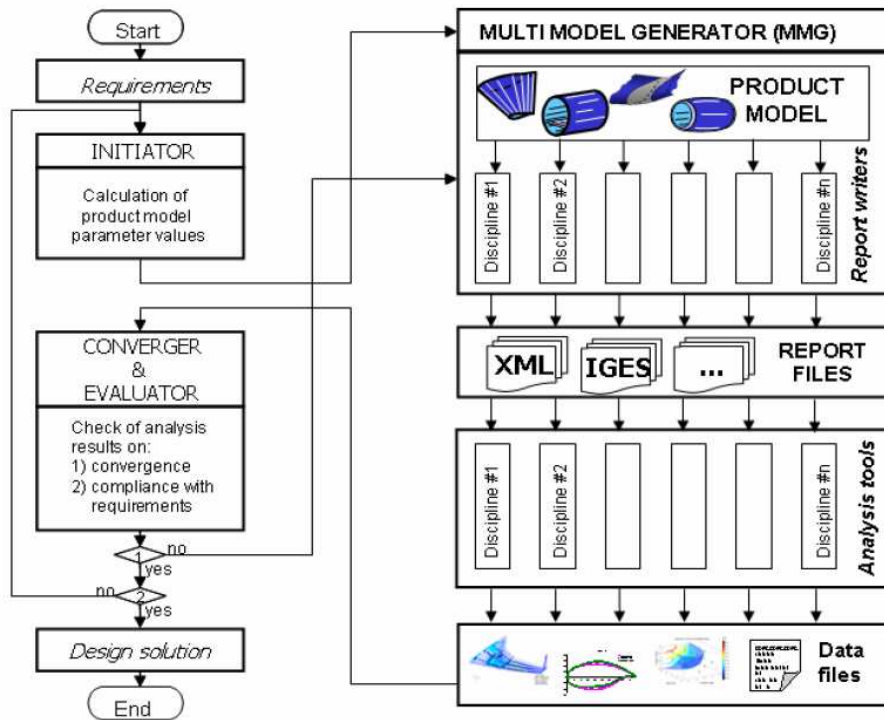 Start
Requirements
INITIATOR
Calculation of
product model
parameter values
CONVERGER
&
EVALUATOR
Check of analysis
results on:
1) convergence
2) compliance with
requirements
1
no
yes
2
no
yes
Design solution
End
MULTI MODEL GENERATOR (MMG)
PRODUCT
MODEL
Discipline #1
Discipline #2
Discipline #n
Report writers
XML
IGES
...
REPORT
FILES
Discipline #1
Discipline #2
Discipline #n
Analysis tools
Data
files